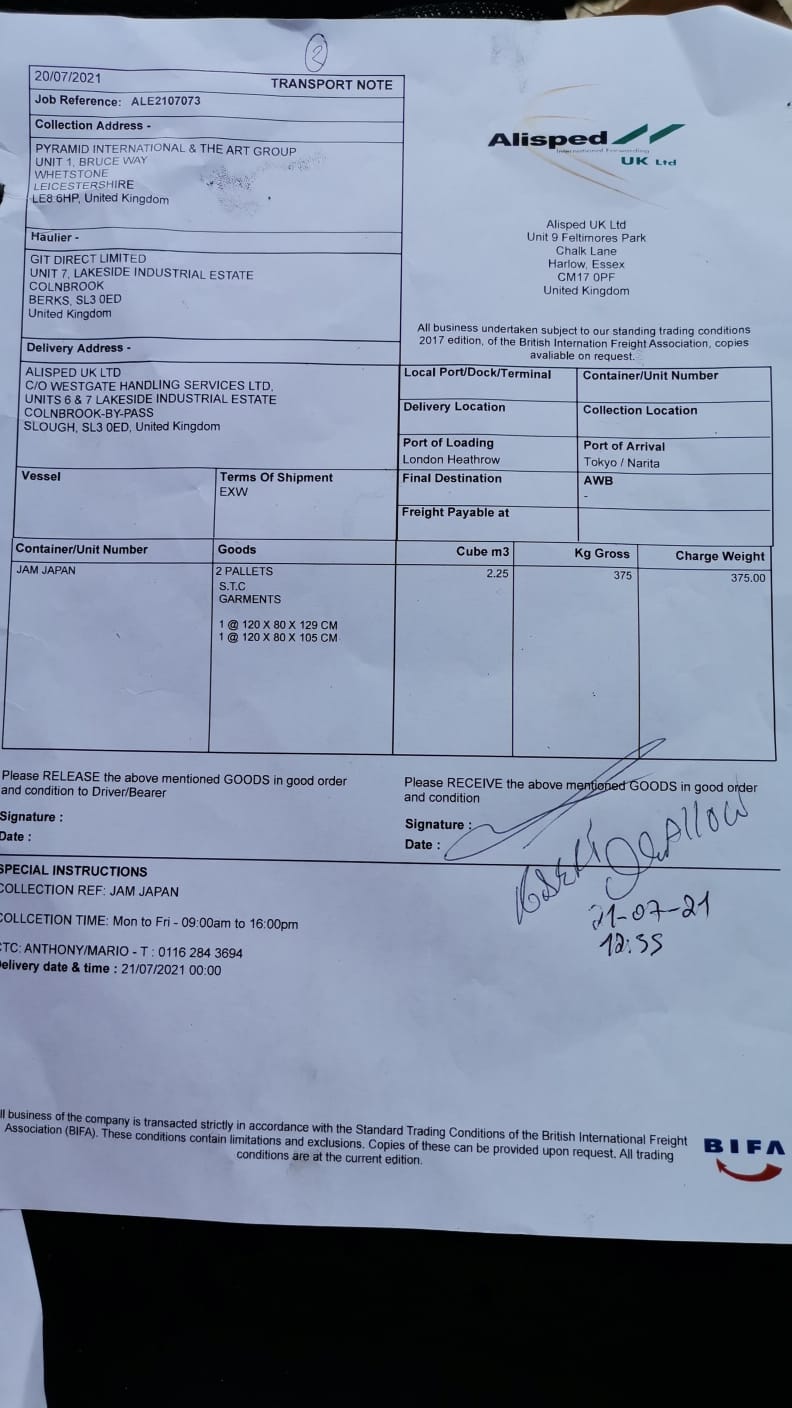 2
20/07/2021
TRANSPORT NOTE
Job Reference: ALE2107073
Collection Address -
PYRAMID INTERNATIONAL & THE ART GROUP
UNIT 1, BRUCE WAY
WHETSTONE
LEICESTERSHIRE
LE8 6HP, United Kingdom
Haulier -
GIT DIRECT LIMITED
UNIT 7, LAKESIDE INDUSTRIAL ESTATE
COLNBROOK
BERKS, SL3 0ED
United Kingdom
Delivery Address -
ALISPED UK LTD
C/O WESTGATE HANDLING SERVICES LTD,
UNITS 6 & 7 LAKESIDE INDUSTRIAL ESTATE
COLNBROOK-BY-PASS
SLOUGH, SL3 0ED, United Kingdom
Alisped
International Forwarding
UK Ltd
Alisped UK Ltd
Unit 9 Feltimores Park
Chalk Lane
Harlow, Essex
CM17 0PF
United Kingdom
All business undertaken subject to our standing trading conditions
2017 edition, of the British Internation Freight Association, copies
avaliable on request.
Local Port/Dock/Terminal
Container/Unit Number
Delivery Location
Collection Location
Port of Loading
London Heathrow
Port of Arrival
Tokyo / Narita
Vessel
Terms Of Shipment
EXW
Final Destination
AWB
-
Freight Payable at
Container/Unit Number Goods Cube m3 Kg Gross Charge Weight
JAM JAPAN 2 PALLETS 2.25 375 375.00
S.T.C
GARMENTS
1 @ 120 X 80 X 129 CM
1 @ 120 X 80 X 105 CM
Please RELEASE the above mentioned GOODS in good order
and condition to Driver/Bearer
Signature :
Date :
Please RECEIVE the above mentioned GOODS in good order
and condition
Signature :
Date :
21-07-21
12:55
SPECIAL INSTRUCTIONS
COLLECTION REF: JAM JAPAN
COLLCETION TIME: Mon to Fri - 09:00am to 16:00pm
CTC: ANTHONY/MARIO - T : 0116 284 3694
Delivery date & time : 21/07/2021 00:00
All business of the company is transacted strictly in accordance with the Standard Trading Conditions of the British International Freight
Association (BIFA). These conditions contain limitations and exclusions. Copies of these can be provided upon request. All trading
conditions are at the current edition.
BIFA